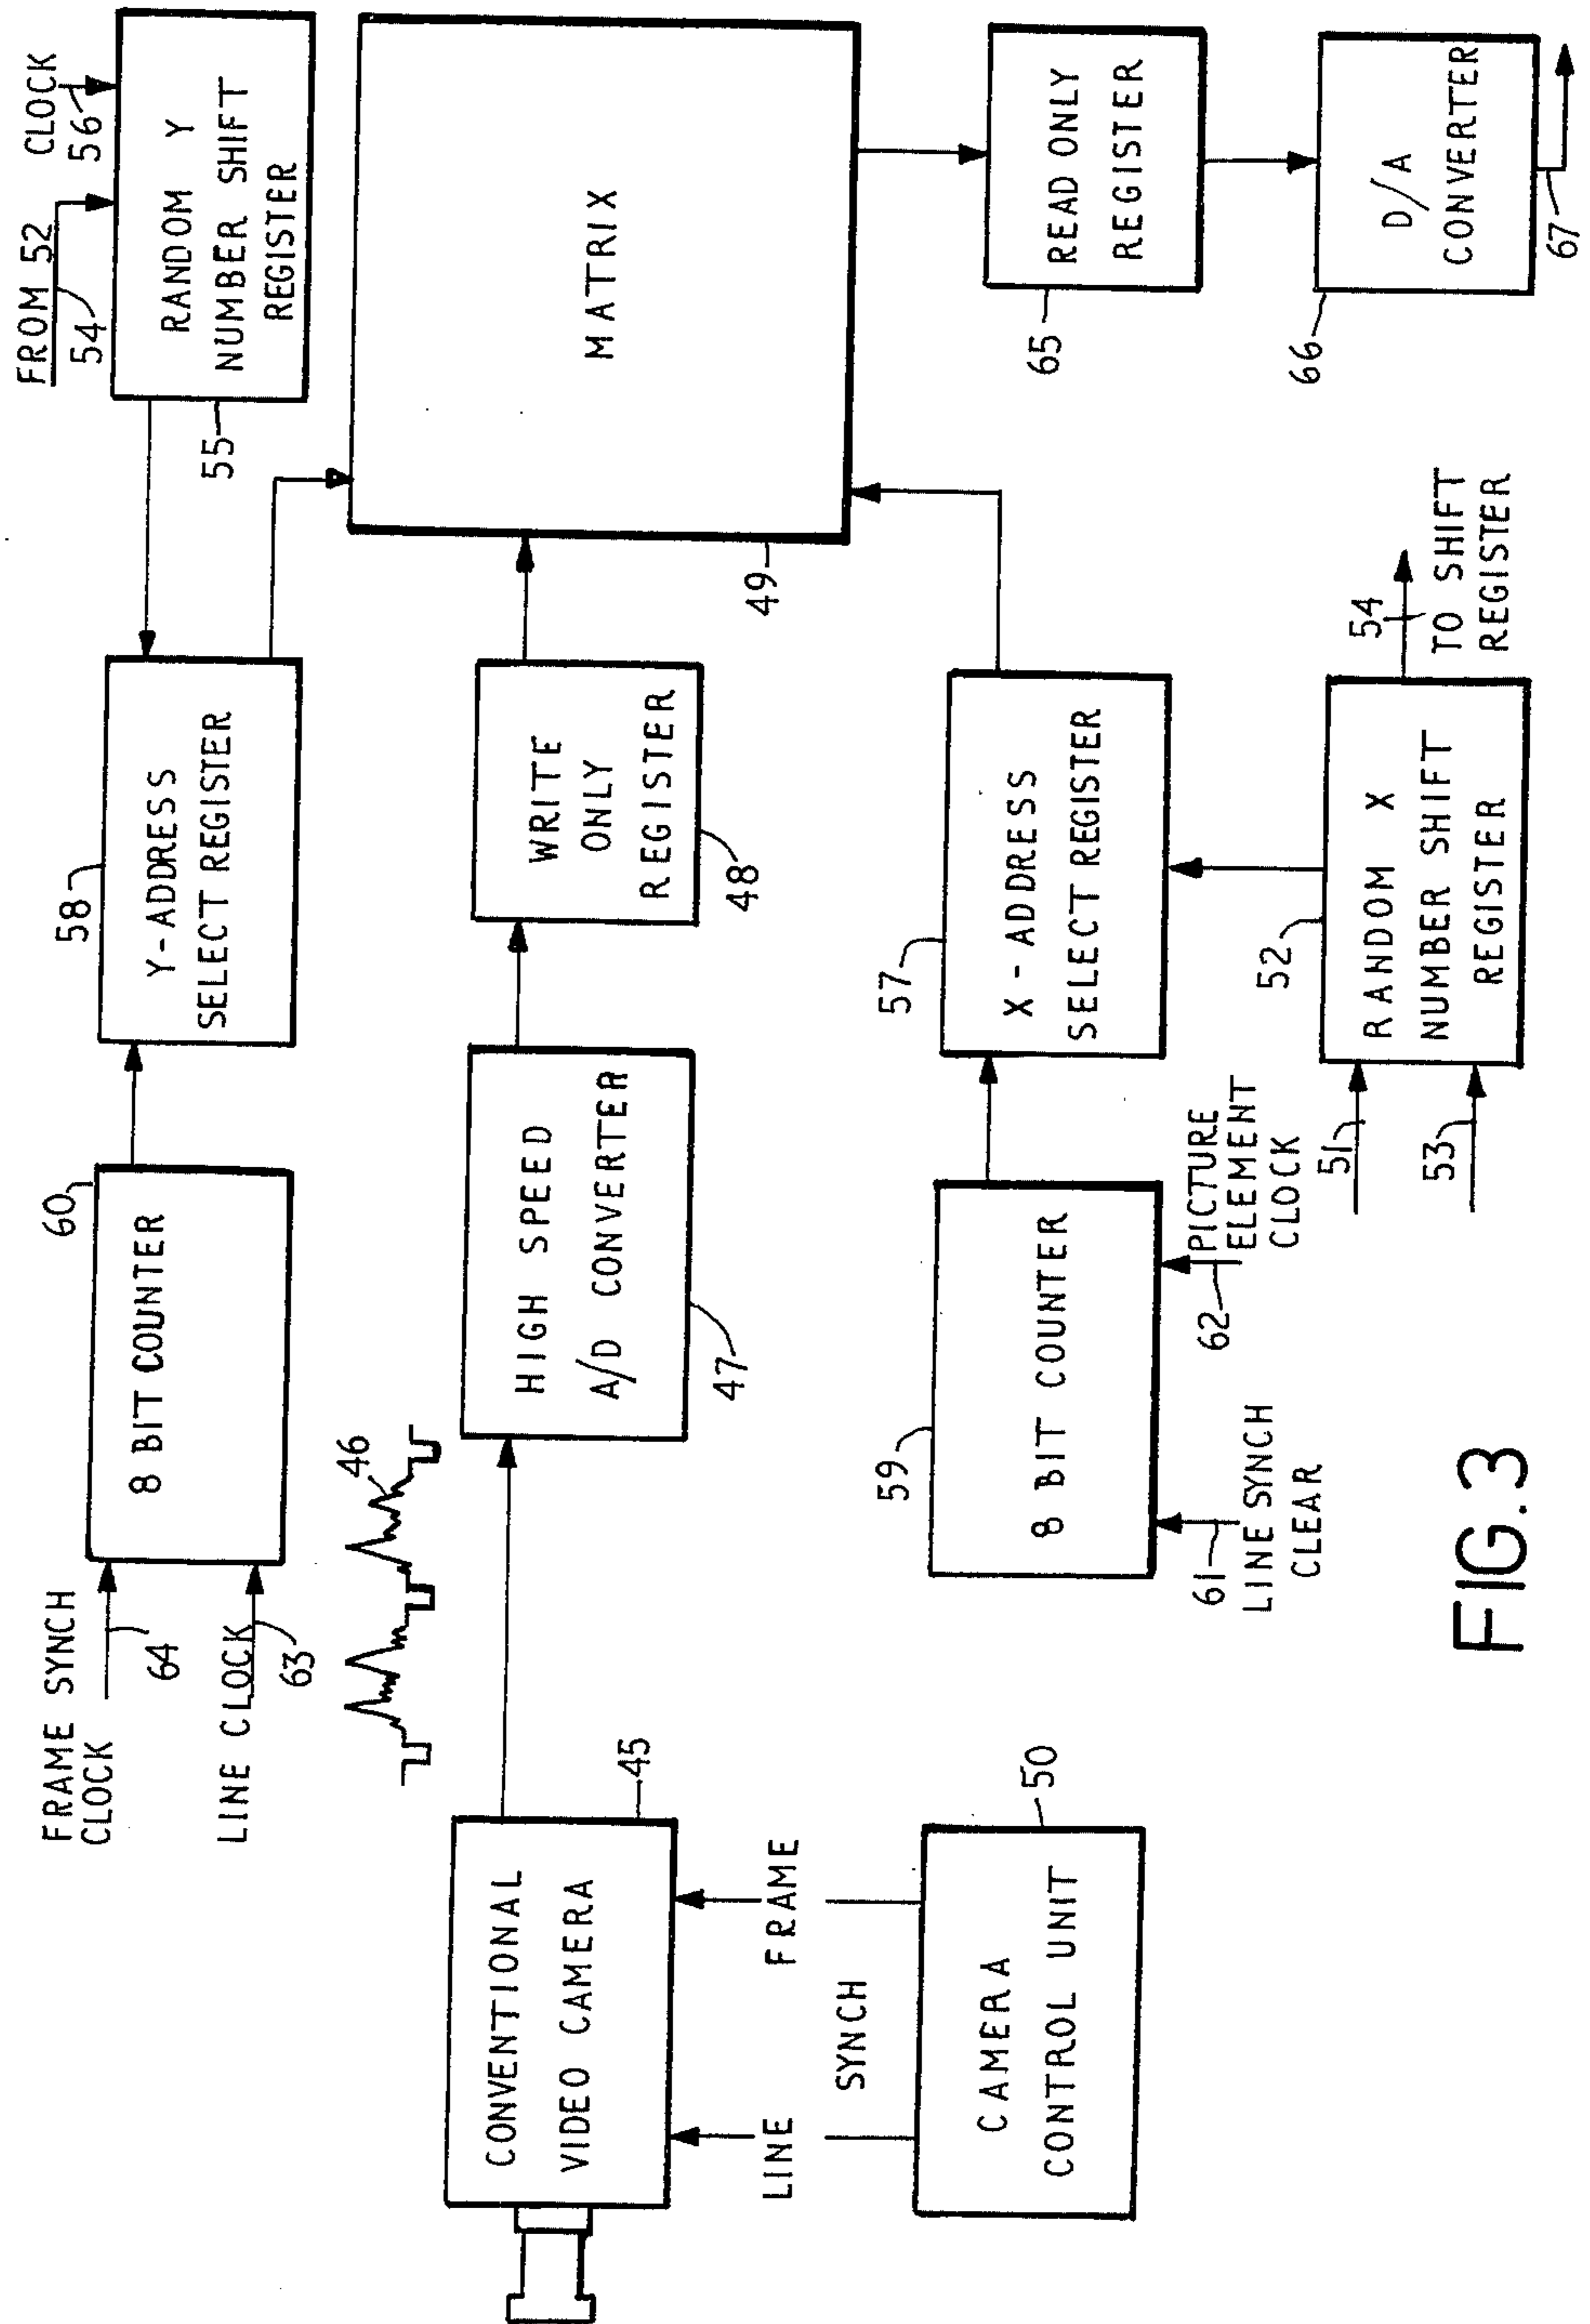 FROM 52
54
CLOCK
56
RANDOM Y
NUMBER SHIFT
REGISTER
55
58
Y-ADDRESS
SELECT REGISTER
60
8 BIT COUNTER
FRAME SYNCH
CLOCK
64
LINE CLOCK
63
MATRIX
49
WRITE
ONLY
REGISTER
48
HIGH SPEED
A/D CONVERTER
47
46
CONVENTIONAL
VIDEO CAMERA
45
LINE
SYNCH
FRAME
CAMERA
CONTROL UNIT
50
57
X-ADDRESS
SELECT REGISTER
59
8 BIT COUNTER
61
LINE SYNCH
CLEAR
62
PICTURE
ELEMENT
CLOCK
52
RANDOM X
NUMBER SHIFT
REGISTER
51
53
54
TO SHIFT
REGISTER
READ ONLY
REGISTER
65
D/A
CONVERTER
66
67
FIG.3